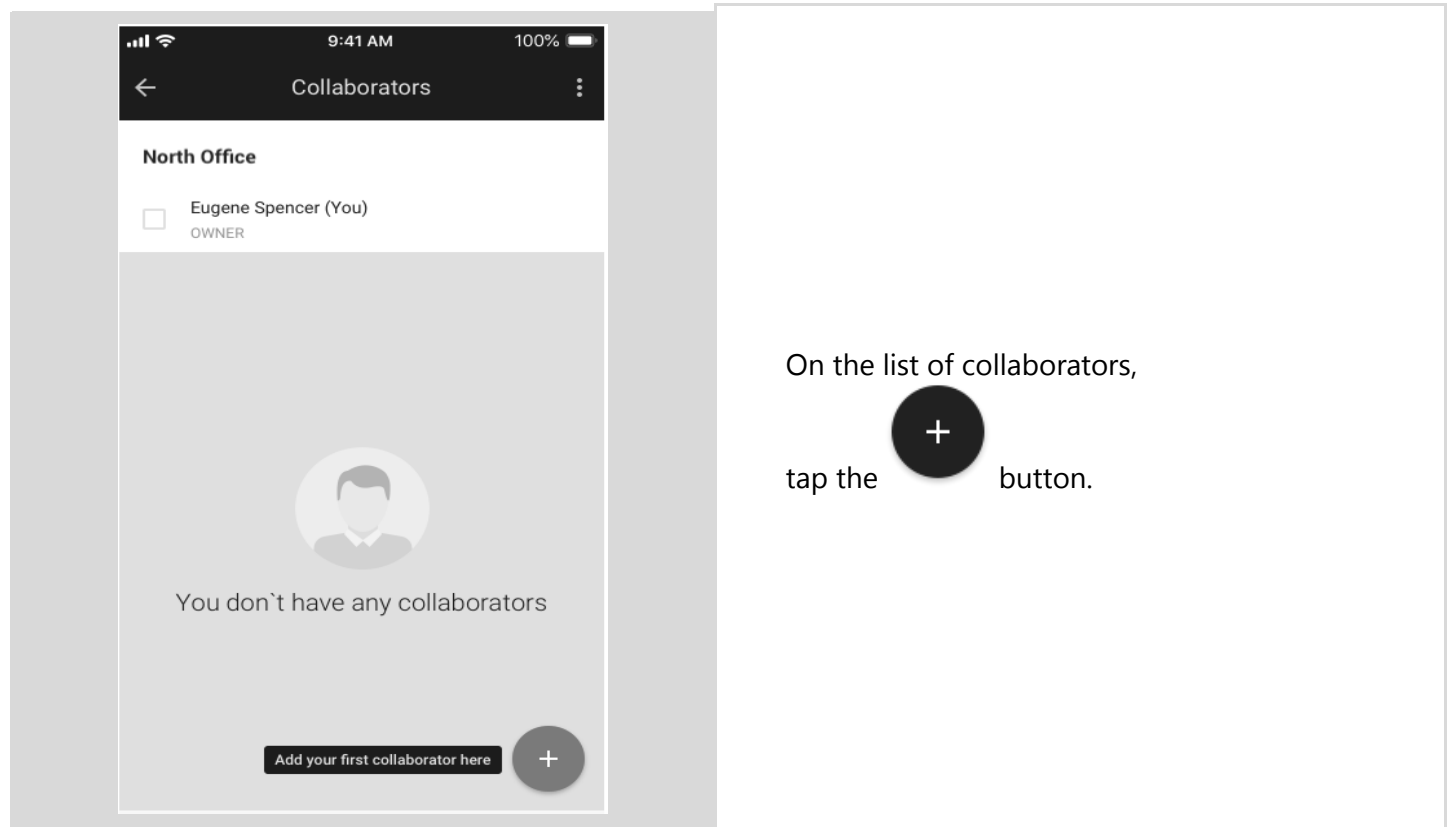 9:41 AM 100%
Collaborators
North Office
Eugene Spencer (You)
OWNER
You don`t have any collaborators
Add your first collaborator here +
On the list of collaborators,
+
tap the button.